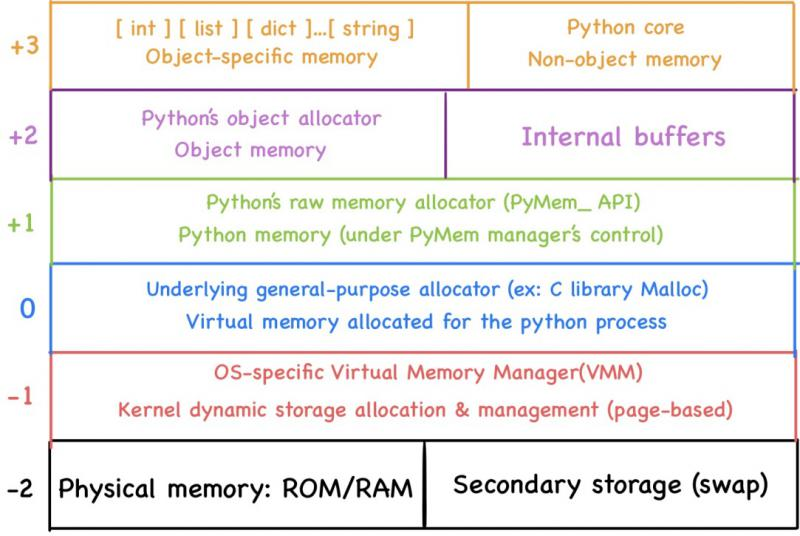 +3
[ int ] [ list ] [ dict ]...[ string ]
Object-specific memory
Python core
Non-object memory
+2
Python's object allocator
Object memory
Internal buffers
+1
Python's raw memory allocator (PyMem_ API)
Python memory (under PyMem manager's control)
0
Underlying general-purpose allocator (ex: C library Malloc)
Virtual memory allocated for the python process
-1
OS-specific Virtual Memory Manager(VMM)
Kernel dynamic storage allocation & management (page-based)
-2
Physical memory: ROM/RAM
Secondary storage (swap)